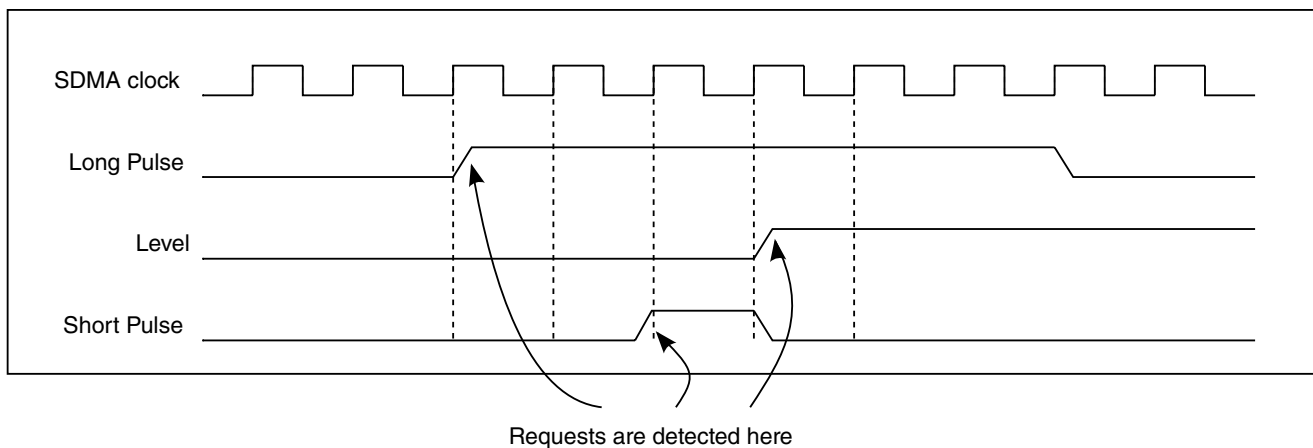 SDMA clock
Long Pulse
Level
Short Pulse
Requests are detected here